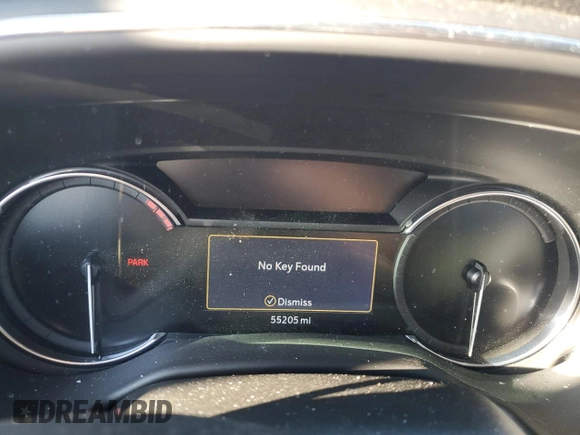 PARK
No Key Found
Dismiss
55205 mi
DREAMBID